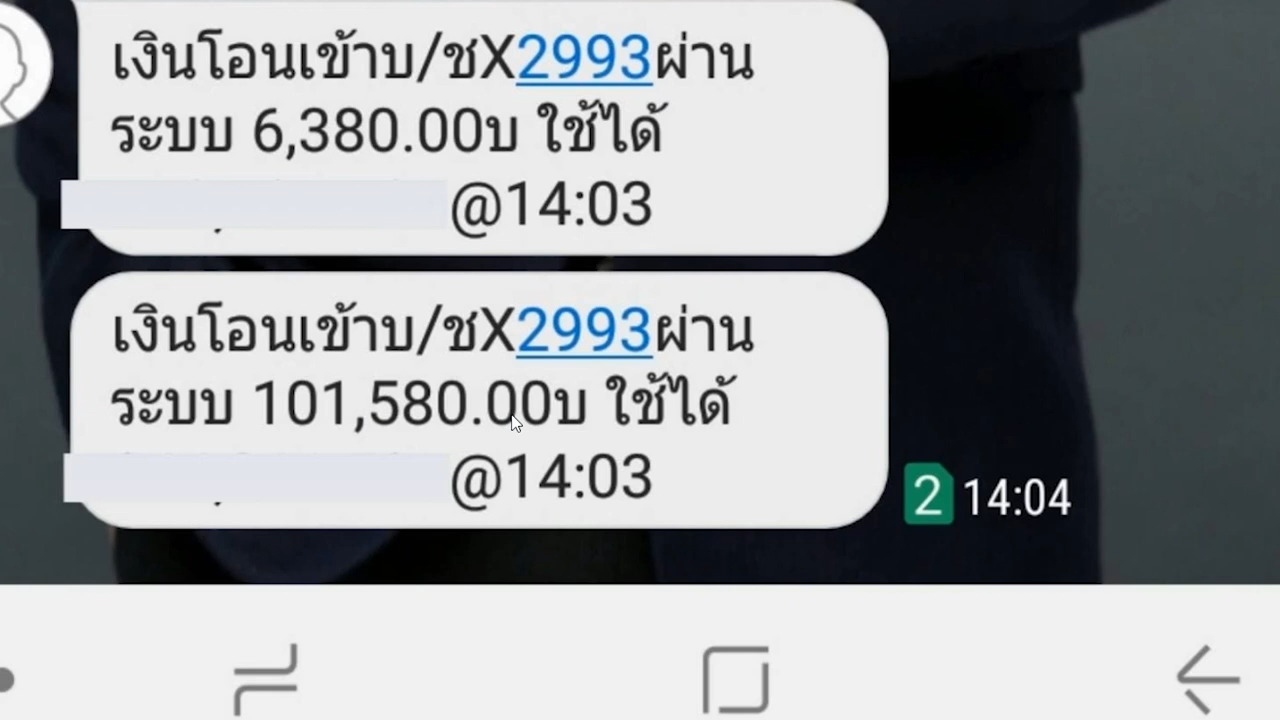 เงินโอนเข้าบ/ชX2993ผ่าน
ระบบ 6,380.00บ ใช้ได้
@14:03
เงินโอนเข้าบ/ชX2993ผ่าน
ระบบ 101,580.00บ ใช้ได้
@14:03
2 14:04